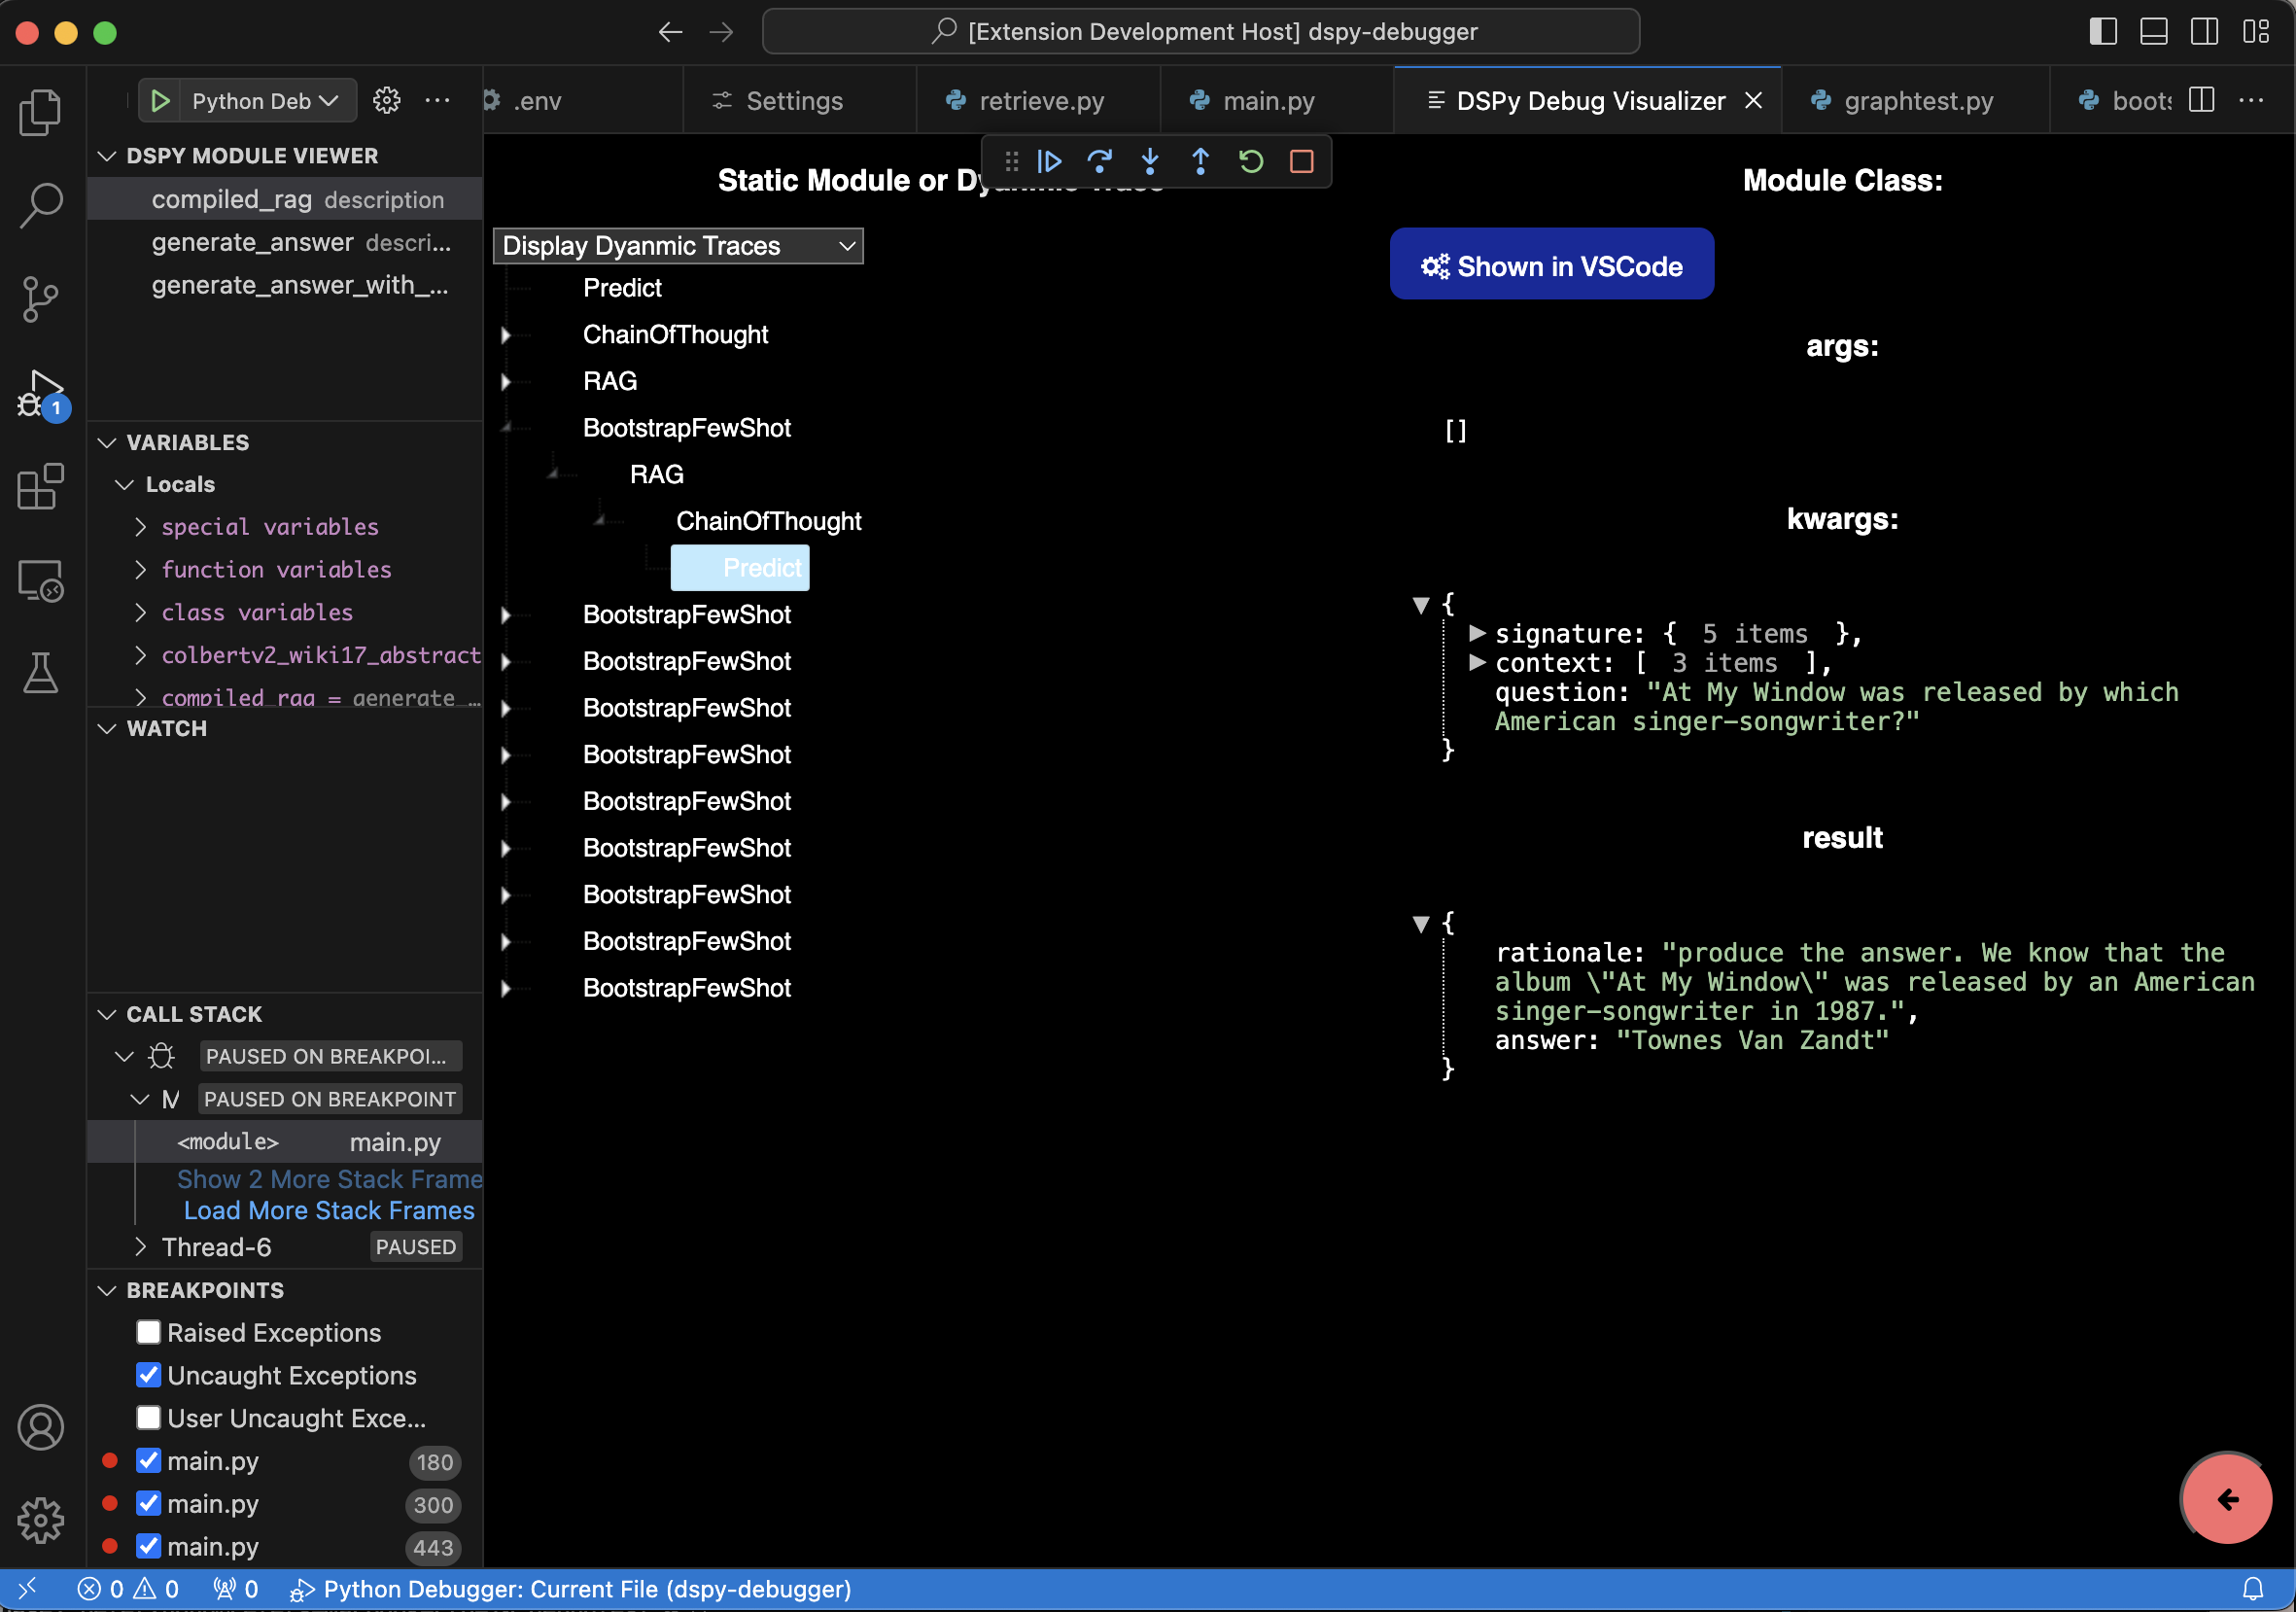 [Extension Development Host] dspy-debugger
Python Deb
.env
Settings
retrieve.py
main.py
DSPy Debug Visualizer
graphtest.py
boots
DSPY MODULE VIEWER
compiled_rag description
generate_answer descri...
generate_answer_with_...
1
VARIABLES
Locals
special variables
function variables
class variables
colbertv2_wiki17_abstract
compiled_rag = generate_...
WATCH
CALL STACK
PAUSED ON BREAKPOI...
M PAUSED ON BREAKPOINT
<module> main.py
Show 2 More Stack Frame
Load More Stack Frames
Thread-6 PAUSED
BREAKPOINTS
Raised Exceptions
Uncaught Exceptions
User Uncaught Exce...
main.py 180
main.py 300
main.py 443
Static Module or Dyanmic Trace
Display Dyanmic Traces
Predict
ChainOfThought
RAG
BootstrapFewShot
RAG
ChainOfThought
Predict
BootstrapFewShot
BootstrapFewShot
BootstrapFewShot
BootstrapFewShot
BootstrapFewShot
BootstrapFewShot
BootstrapFewShot
BootstrapFewShot
BootstrapFewShot
Module Class:
Shown in VSCode
args:
[]
kwargs:
{
signature: { 5 items },
context: [ 3 items ],
question: "At My Window was released by which
American singer-songwriter?"
}
result
{
rationale: "produce the answer. We know that the
album \"At My Window\" was released by an American
singer-songwriter in 1987.",
answer: "Townes Van Zandt"
}
0 0 0 Python Debugger: Current File (dspy-debugger)